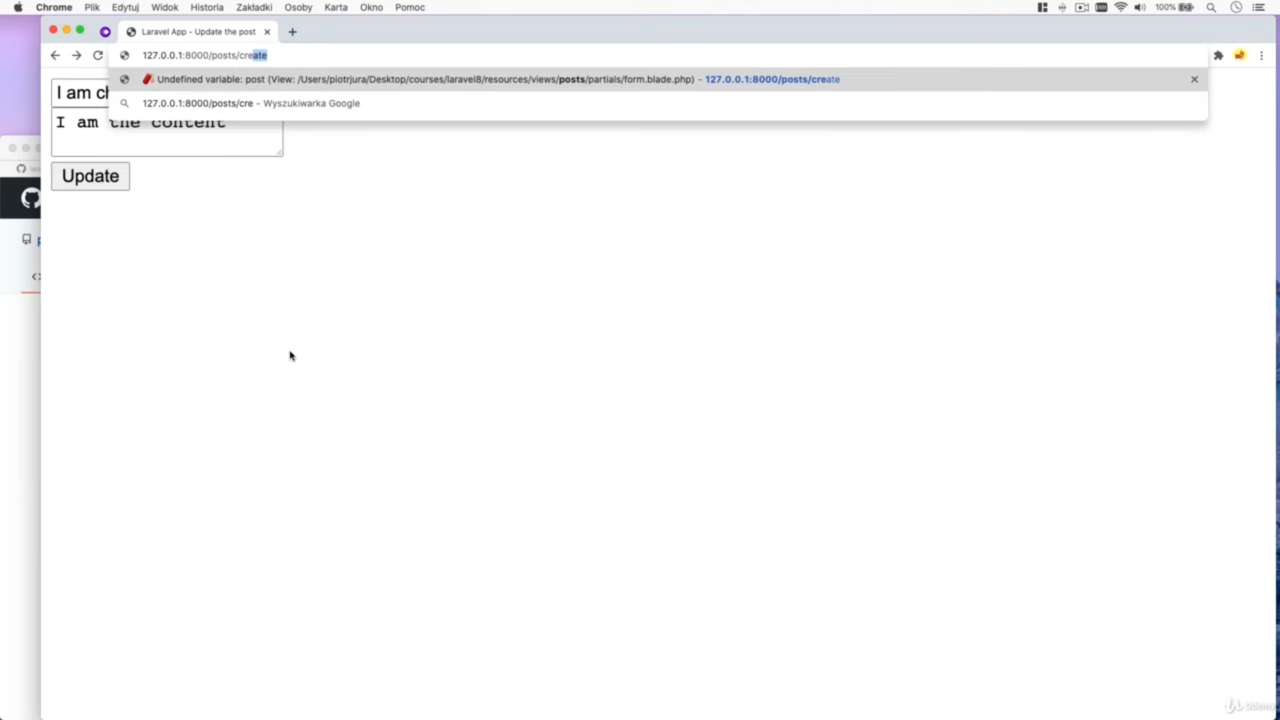 Chrome Plik Edytuj Widok Historia Zakładki Osoby Karta Okno Pomoc 100%
Laravel App - Update the post
127.0.0.1:8000/posts/create
Undefined variable: post (View: /Users/piotrjura/Desktop/courses/laravel8/resources/views/posts/partials/form.blade.php) - 127.0.0.1:8000/posts/create
127.0.0.1:8000/posts/cre - Wyszukiwarka Google
I am ch
I am the content
Update
Udemy